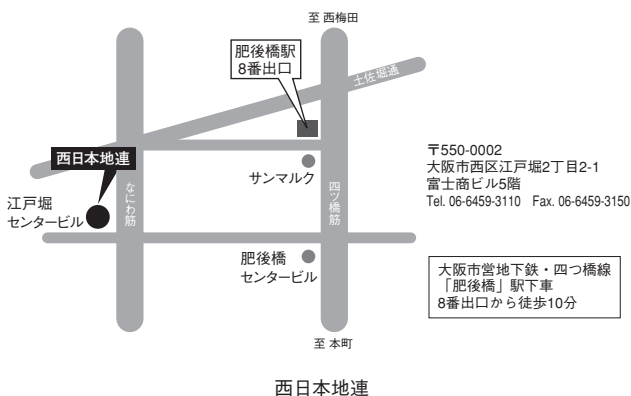 至 西梅田
肥後橋駅
8番出口
土佐堀通
西日本地連
サンマルク
江戸堀
センタービル
なにわ筋
四ツ橋筋
肥後橋
センタービル
至 本町
〒550-0002
大阪市西区江戸堀2丁目2-1
富士商ビル5階
Tel. 06-6459-3110 Fax. 06-6459-3150
大阪市営地下鉄・四つ橋線
「肥後橋」駅下車
8番出口から徒歩10分
西日本地連